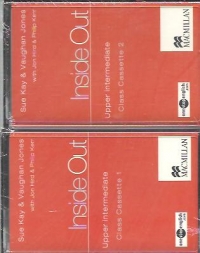 Sue Kay & Vaughan Jones
with Jon Hird & Philip Kerr
Inside Out
Upper intermediate
Class Cassette 2
MACMILLAN
Sue Kay & Vaughan Jones
with Jon Hird & Philip Kerr
Inside Out
Upper intermediate
Class Cassette 1
MACMILLAN